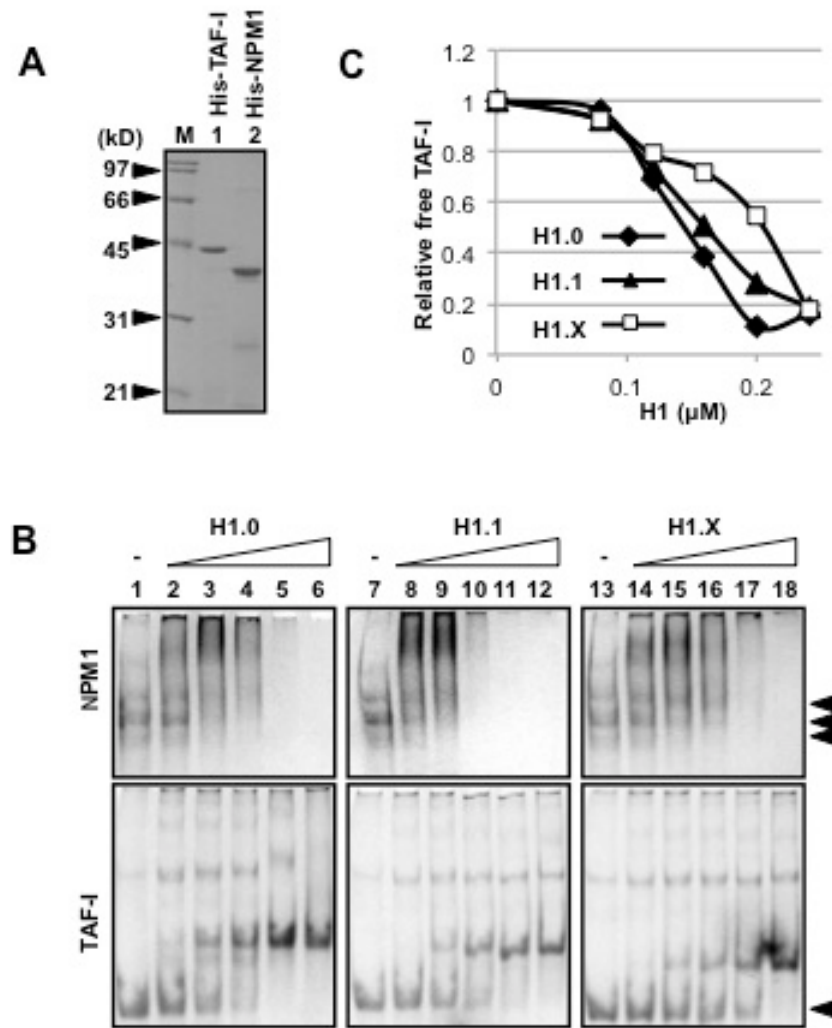 A
His-TAF-I
His-NPM1
(kD) M 1 2
97
66
45
31
21
C
Relative free TAF-I
1.2
1
0.8
0.6
0.4
0.2
0
0 0.1 0.2
H1 (µM)
H1.0
H1.1
H1.X
B
H1.0 H1.1 H1.X
- - -
1 2 3 4 5 6 7 8 9 10 11 12 13 14 15 16 17 18
NPM1
TAF-I